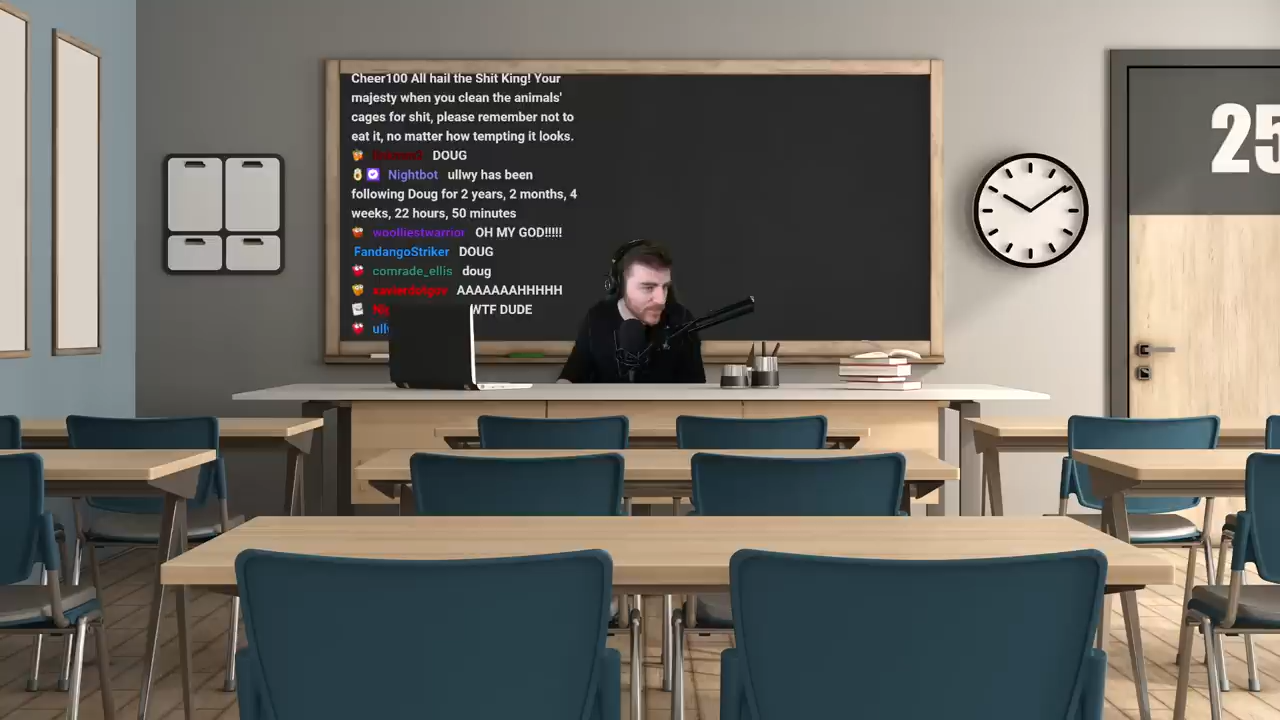 Cheer100 All hail the Shit King! Your
majesty when you clean the animals'
cages for shit, please remember not to
eat it, no matter how tempting it looks.
DOUG
Nightbot ullwy has been
following Doug for 2 years, 2 months, 4
weeks, 22 hours, 50 minutes
woolliestwarrior OH MY GOD!!!!!
FandangoStriker DOUG
comrade_ellis doug
xavierdotguv AAAAAAAHHHHH
WTF DUDE
25